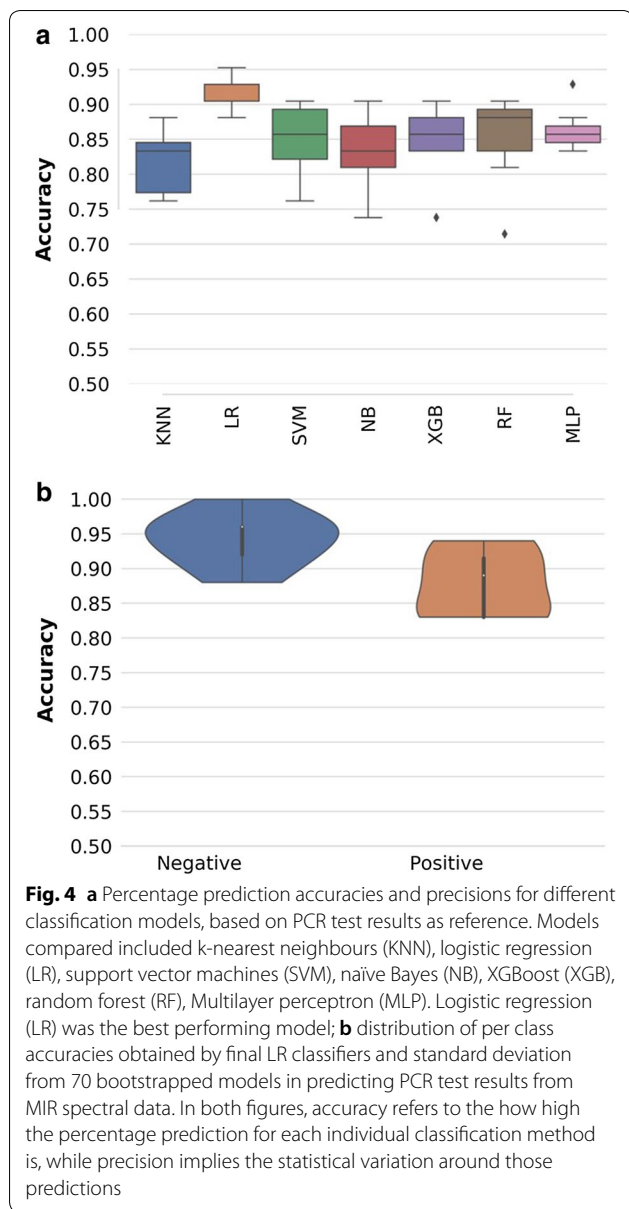 a
1.00
0.95
0.90
0.85
0.80
0.75
0.70
0.65
0.60
0.55
0.50
Accuracy
KNN
LR
SVM
NB
XGB
RF
MLP
b
1.00
0.95
0.90
0.85
0.80
0.75
0.70
0.65
0.60
0.55
0.50
Accuracy
Negative
Positive
Fig. 4 a Percentage prediction accuracies and precisions for different
classification models, based on PCR test results as reference. Models
compared included k-nearest neighbours (KNN), logistic regression
(LR), support vector machines (SVM), naïve Bayes (NB), XGBoost (XGB),
random forest (RF), Multilayer perceptron (MLP). Logistic regression
(LR) was the best performing model; b distribution of per class
accuracies obtained by final LR classifiers and standard deviation
from 70 bootstrapped models in predicting PCR test results from
MIR spectral data. In both figures, accuracy refers to the how high
the percentage prediction for each individual classification method
is, while precision implies the statistical variation around those
predictions